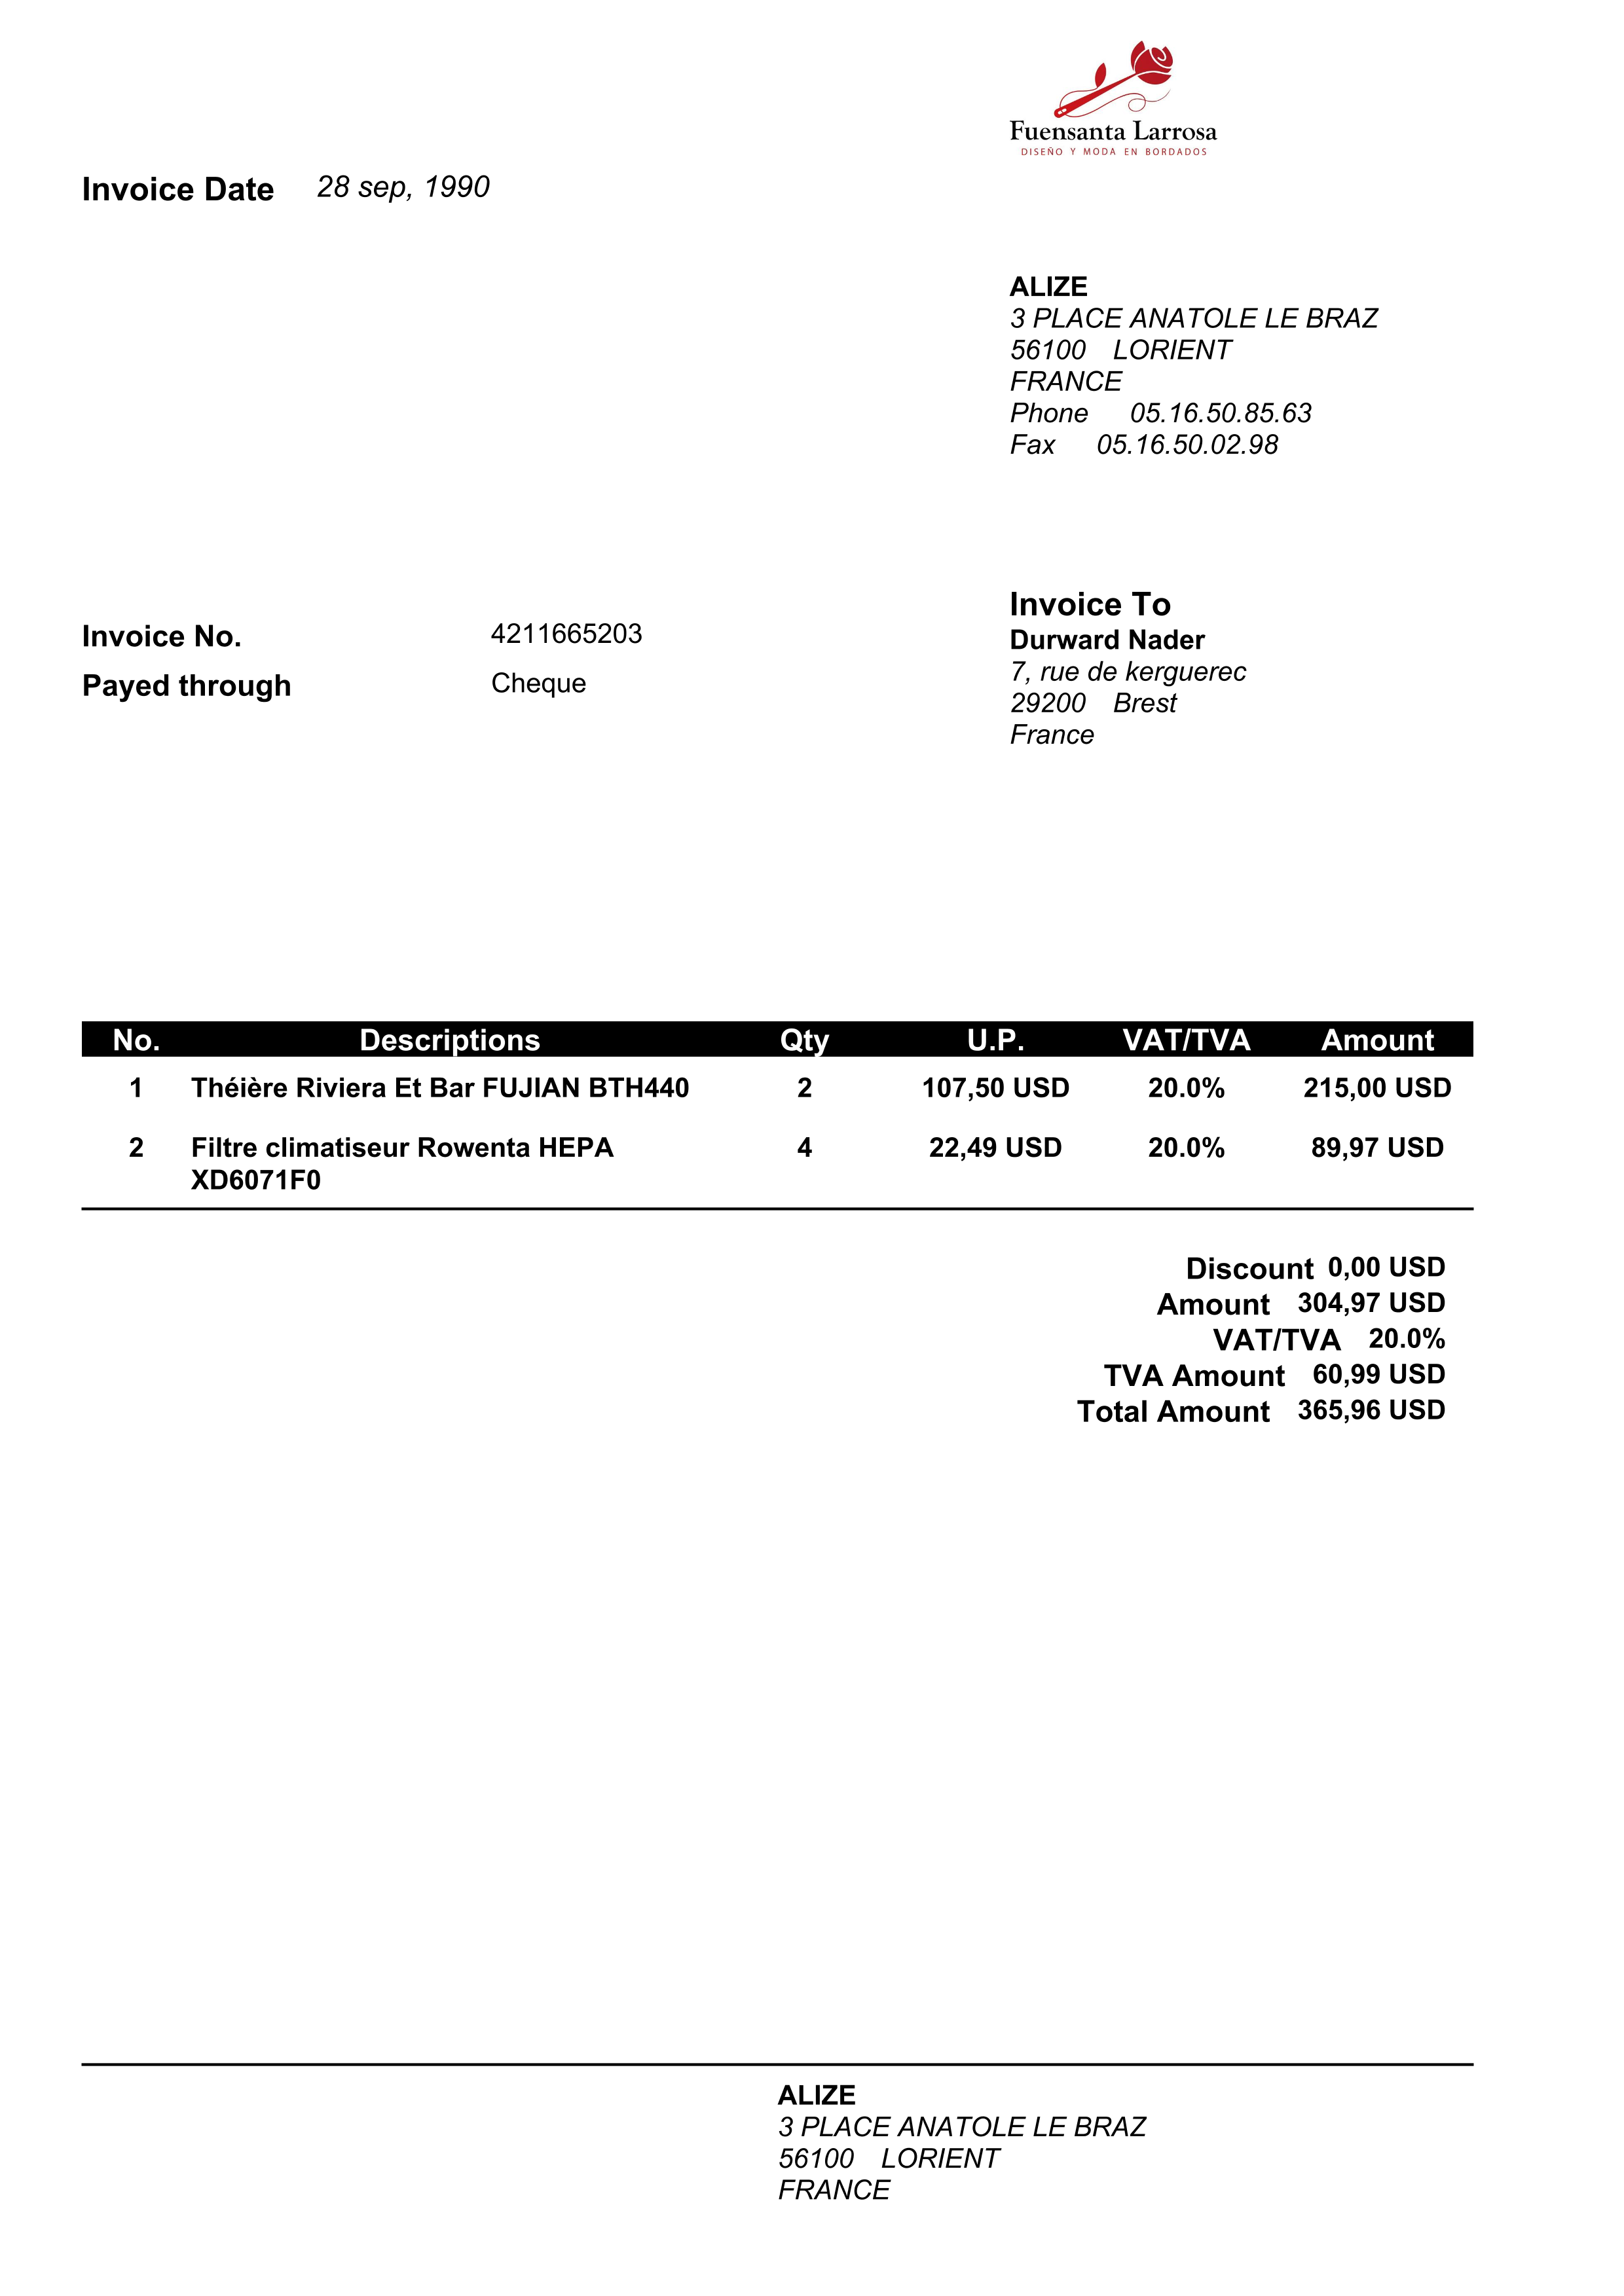 Fuensanta Larrosa
DISEÑO Y MODA EN BORDADOS
Invoice Date 28 sep, 1990
ALIZE
3 PLACE ANATOLE LE BRAZ
56100 LORIENT
FRANCE
Phone 05.16.50.85.63
Fax 05.16.50.02.98
Invoice No. 4211665203
Payed through Cheque
Invoice To
Durward Nader
7, rue de kerguerec
29200 Brest
France
No. Descriptions Qty U.P. VAT/TVA Amount
1 Théière Riviera Et Bar FUJIAN BTH440 2 107,50 USD 20.0% 215,00 USD
2 Filtre climatiseur Rowenta HEPA 4 22,49 USD 20.0% 89,97 USD
XD6071F0
Discount 0,00 USD
Amount 304,97 USD
VAT/TVA 20.0%
TVA Amount 60,99 USD
Total Amount 365,96 USD
ALIZE
3 PLACE ANATOLE LE BRAZ
56100 LORIENT
FRANCE